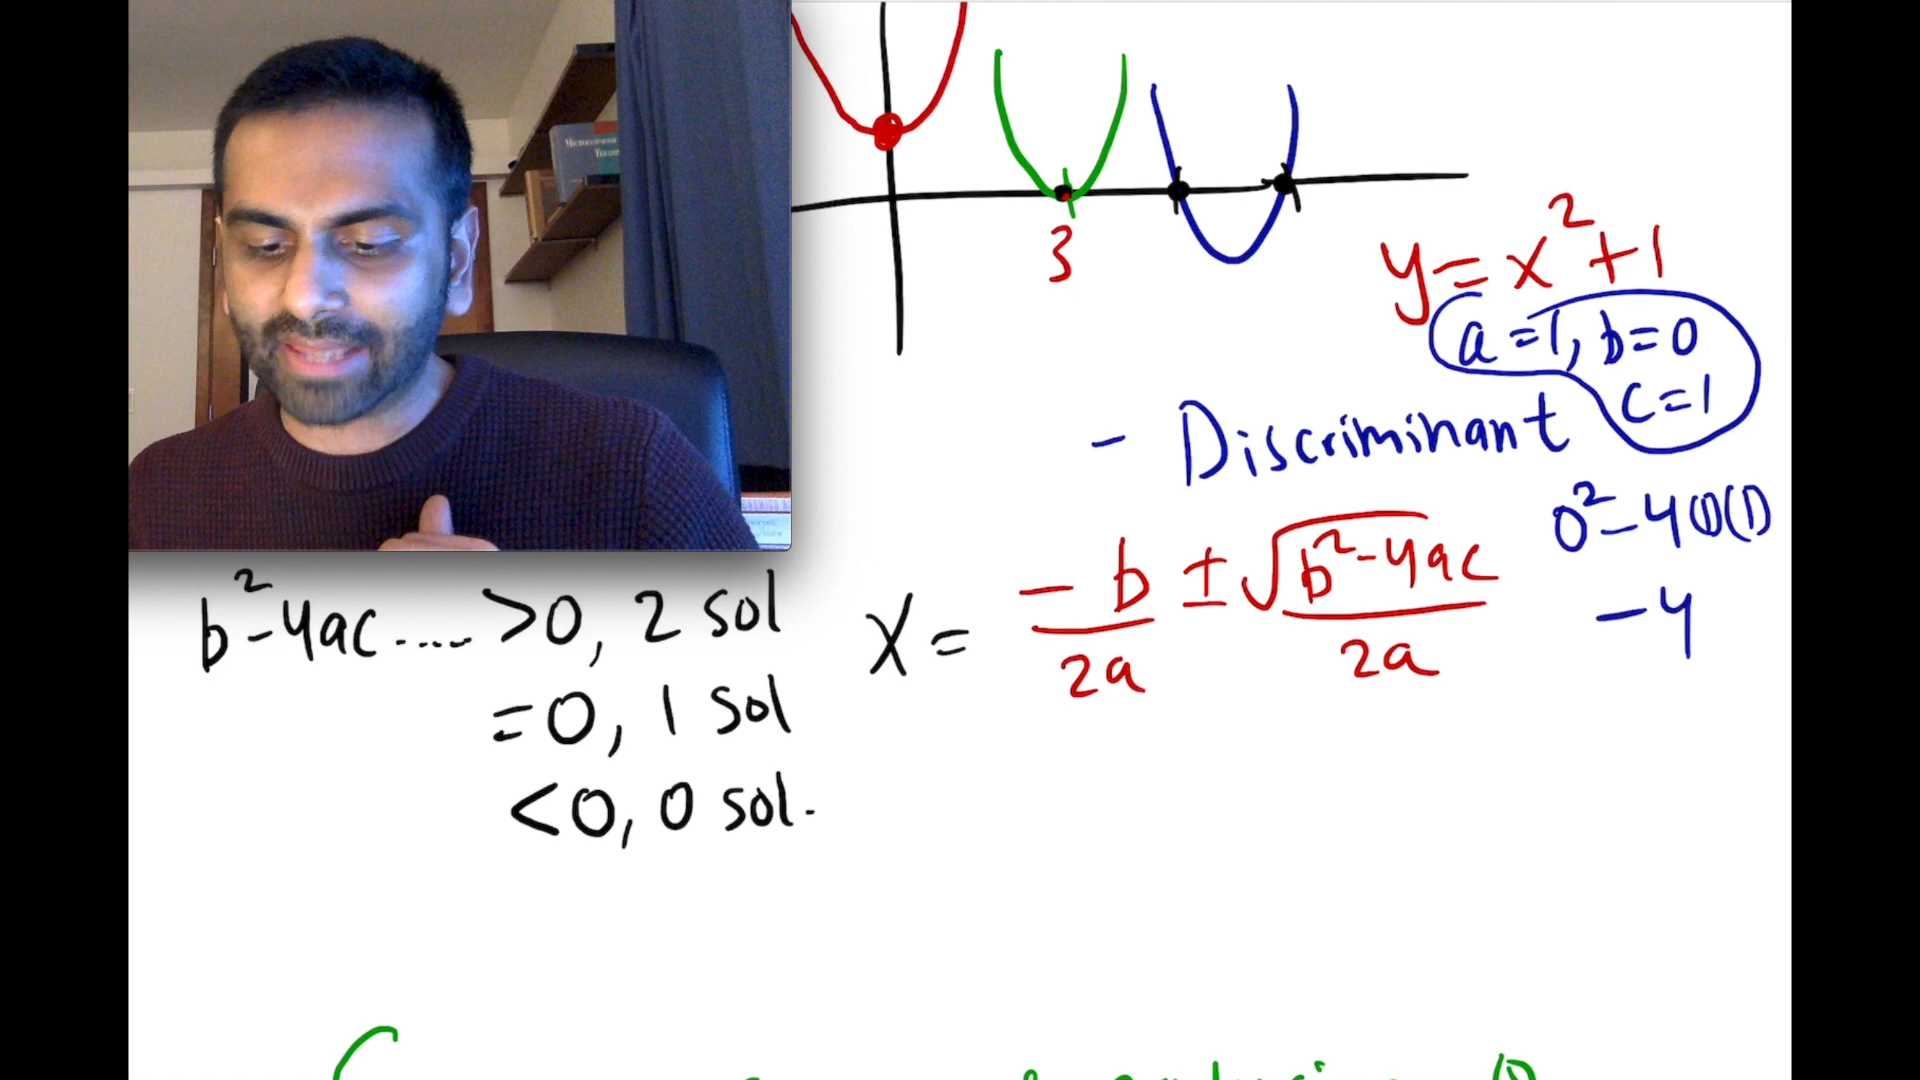 3
y = x² + 1
a = 1, b = 0
c = 1
- Discriminant
0² - 4(1)(1)
- 4
x = -b/2a ± √(b² - 4ac)/2a
b² - 4ac ..... > 0, 2 sol
= 0, 1 sol
< 0, 0 sol.